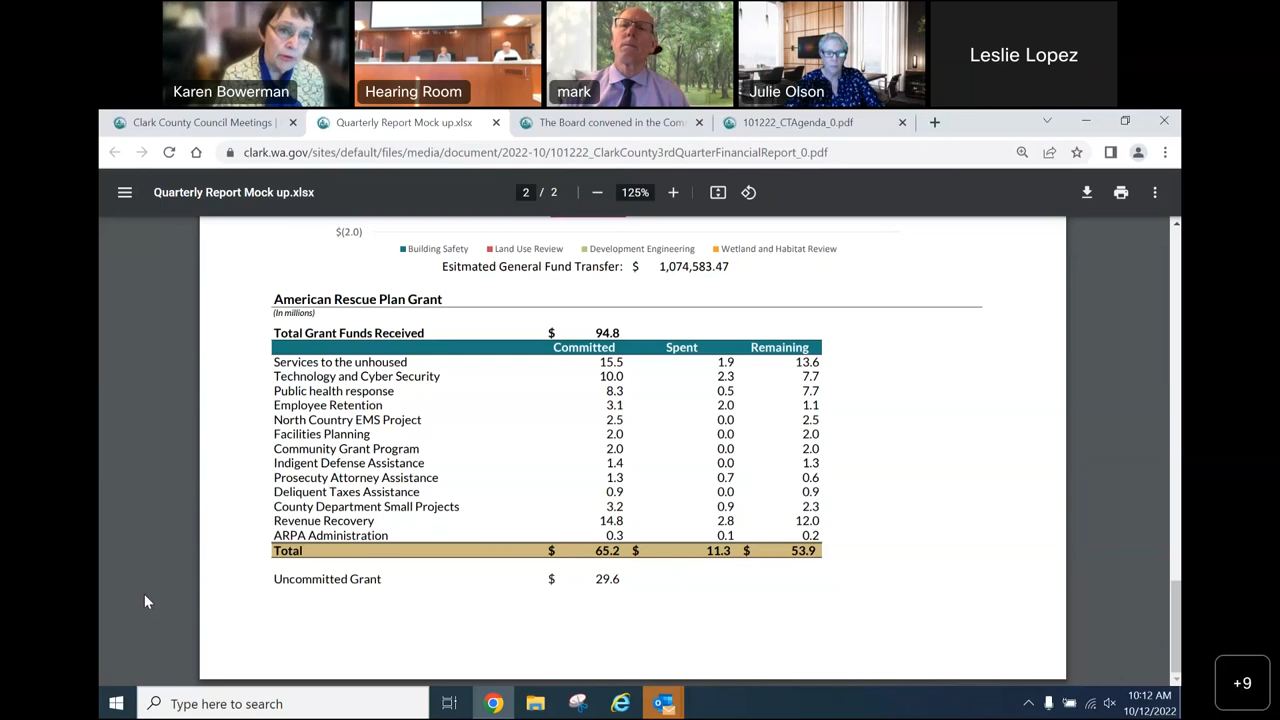 Leslie Lopez
Karen Bowerman
Hearing Room
mark
Julie Olson
Clark County Council Meetings |
Quarterly Report Mock up.xlsx
The Board convened in the Com
101222_CTAgenda_0.pdf
clark.wa.gov/sites/default/files/media/document/2022-10/101222_ClarkCounty3rdQuarterFinancialReport_0.pdf
Quarterly Report Mock up.xlsx
2 / 2
125%
$(2.0)
Building Safety Land Use Review Development Engineering Wetland and Habitat Review
Esitmated General Fund Transfer: $ 1,074,583.47
American Rescue Plan Grant
(In millions)
Total Grant Funds Received $ 94.8
Committed Spent Remaining
Services to the unhoused 15.5 1.9 13.6
Technology and Cyber Security 10.0 2.3 7.7
Public health response 8.3 0.5 7.7
Employee Retention 3.1 2.0 1.1
North Country EMS Project 2.5 0.0 2.5
Facilities Planning 2.0 0.0 2.0
Community Grant Program 2.0 0.0 2.0
Indigent Defense Assistance 1.4 0.0 1.3
Prosecuty Attorney Assistance 1.3 0.7 0.6
Deliquent Taxes Assistance 0.9 0.0 0.9
County Department Small Projects 3.2 0.9 2.3
Revenue Recovery 14.8 2.8 12.0
ARPA Administration 0.3 0.1 0.2
Total $ 65.2 $ 11.3 $ 53.9
Uncommitted Grant $ 29.6
+9
Type here to search
10:12 AM
10/12/2022